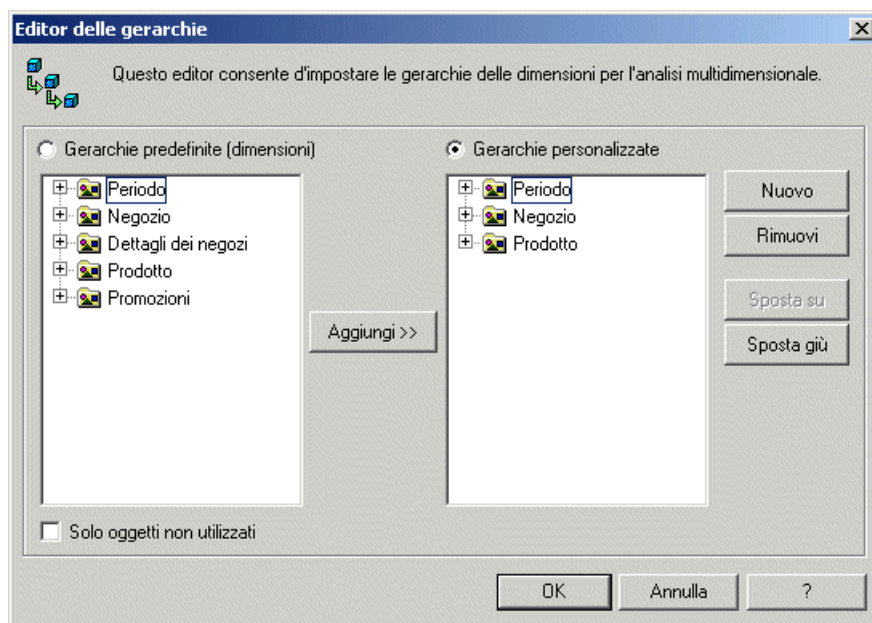 Editor delle gerarchie
Questo editor consente d'impostare le gerarchie delle dimensioni per l'analisi multidimensionale.
Gerarchie predefinite (dimensioni)
Periodo
Negozio
Dettagli dei negozi
Prodotto
Promozioni
Aggiungi >>
Gerarchie personalizzate
Periodo
Negozio
Prodotto
Nuovo
Rimuovi
Sposta su
Sposta giù
Solo oggetti non utilizzati
OK
Annulla
?